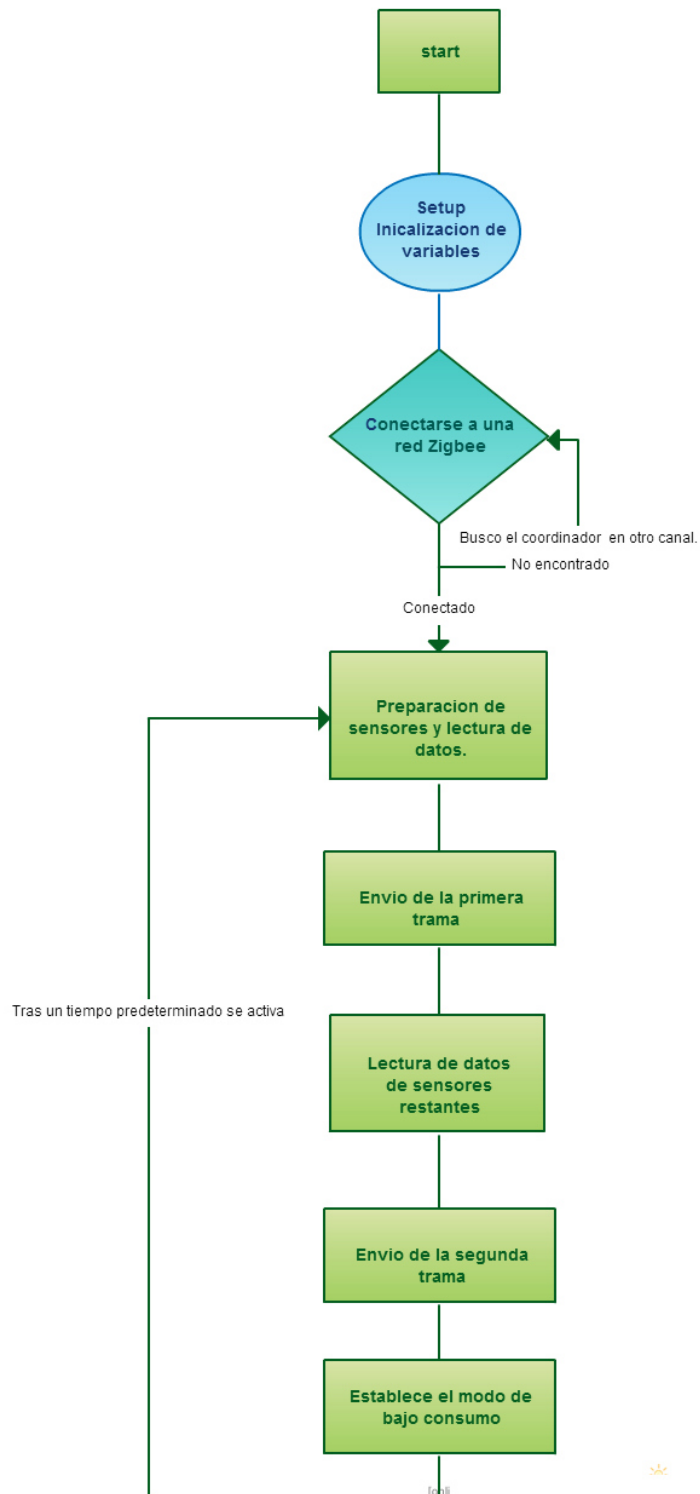 start
Setup
Inicalizacion de
variables
Conectarse a una
red Zigbee
Busco el coordinador en otro canal.
No encontrado
Conectado
Preparacion de
sensores y lectura de
datos.
Envio de la primera
trama
Tras un tiempo predeterminado se activa
Lectura de datos
de sensores
restantes
Envio de la segunda
trama
Establece el modo de
bajo consumo